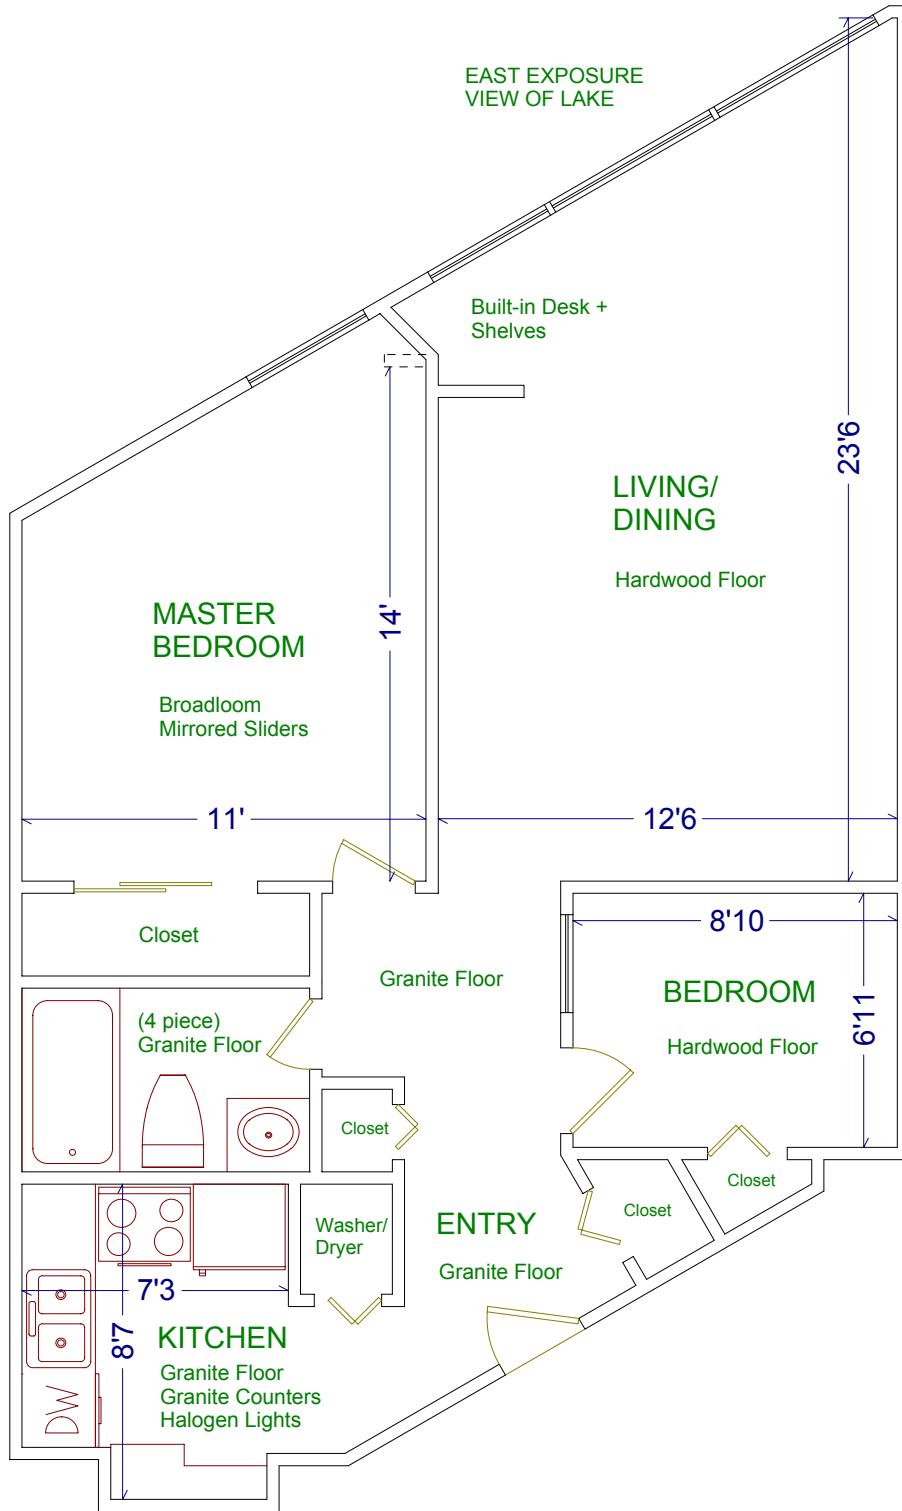 EAST EXPOSURE
VIEW OF LAKE
Built-in Desk +
Shelves
23'6
LIVING/
DINING
Hardwood Floor
14'
MASTER
BEDROOM
Broadloom
Mirrored Sliders
11'
12'6
Closet
8'10
Granite Floor
BEDROOM
6'11
Hardwood Floor
(4 piece)
Granite Floor
Closet
Closet
Closet
Washer/
Dryer
ENTRY
Granite Floor
7'3
8'7
KITCHEN
Granite Floor
Granite Counters
Halogen Lights
DW